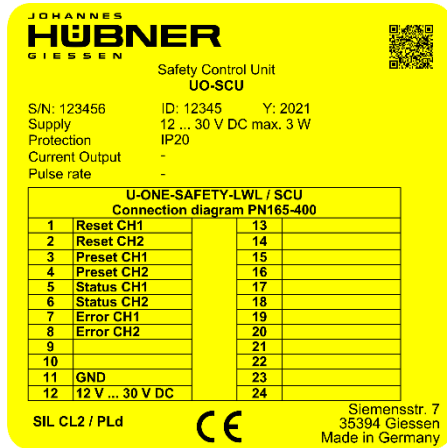 JOHANNES
HÜBNER
GIESSEN
Safety Control Unit
UO-SCU
S/N: 123456 ID: 12345 Y: 2021
Supply 12 ... 30 V DC max. 3 W
Protection IP20
Current Output -
Pulse rate -
U-ONE-SAFETY-LWL / SCU
Connection diagram PN165-400
1 Reset CH1 13
2 Reset CH2 14
3 Preset CH1 15
4 Preset CH2 16
5 Status CH1 17
6 Status CH2 18
7 Error CH1 19
8 Error CH2 20
9 21
10 22
11 GND 23
12 12 V ... 30 V DC 24
SIL CL2 / PLd CE
Siemensstr. 7
35394 Giessen
Made in Germany